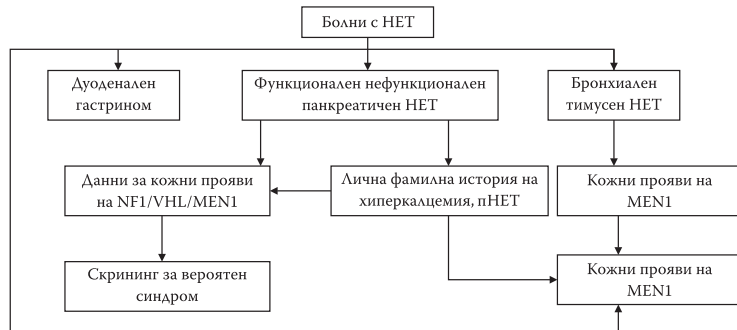 Болни с НЕТ
Дуоденален
гастрином
Функционален нефункционален
панкреатичен НЕТ
Бронхиален
тимусен НЕТ
Данни за кожни прояви
на NF1/VHL/MEN1
Лична фамилна история на
хиперкалцемия, пНЕТ
Кожни прояви на
MEN1
Скрининг за вероятен
синдром
Кожни прояви на
MEN1